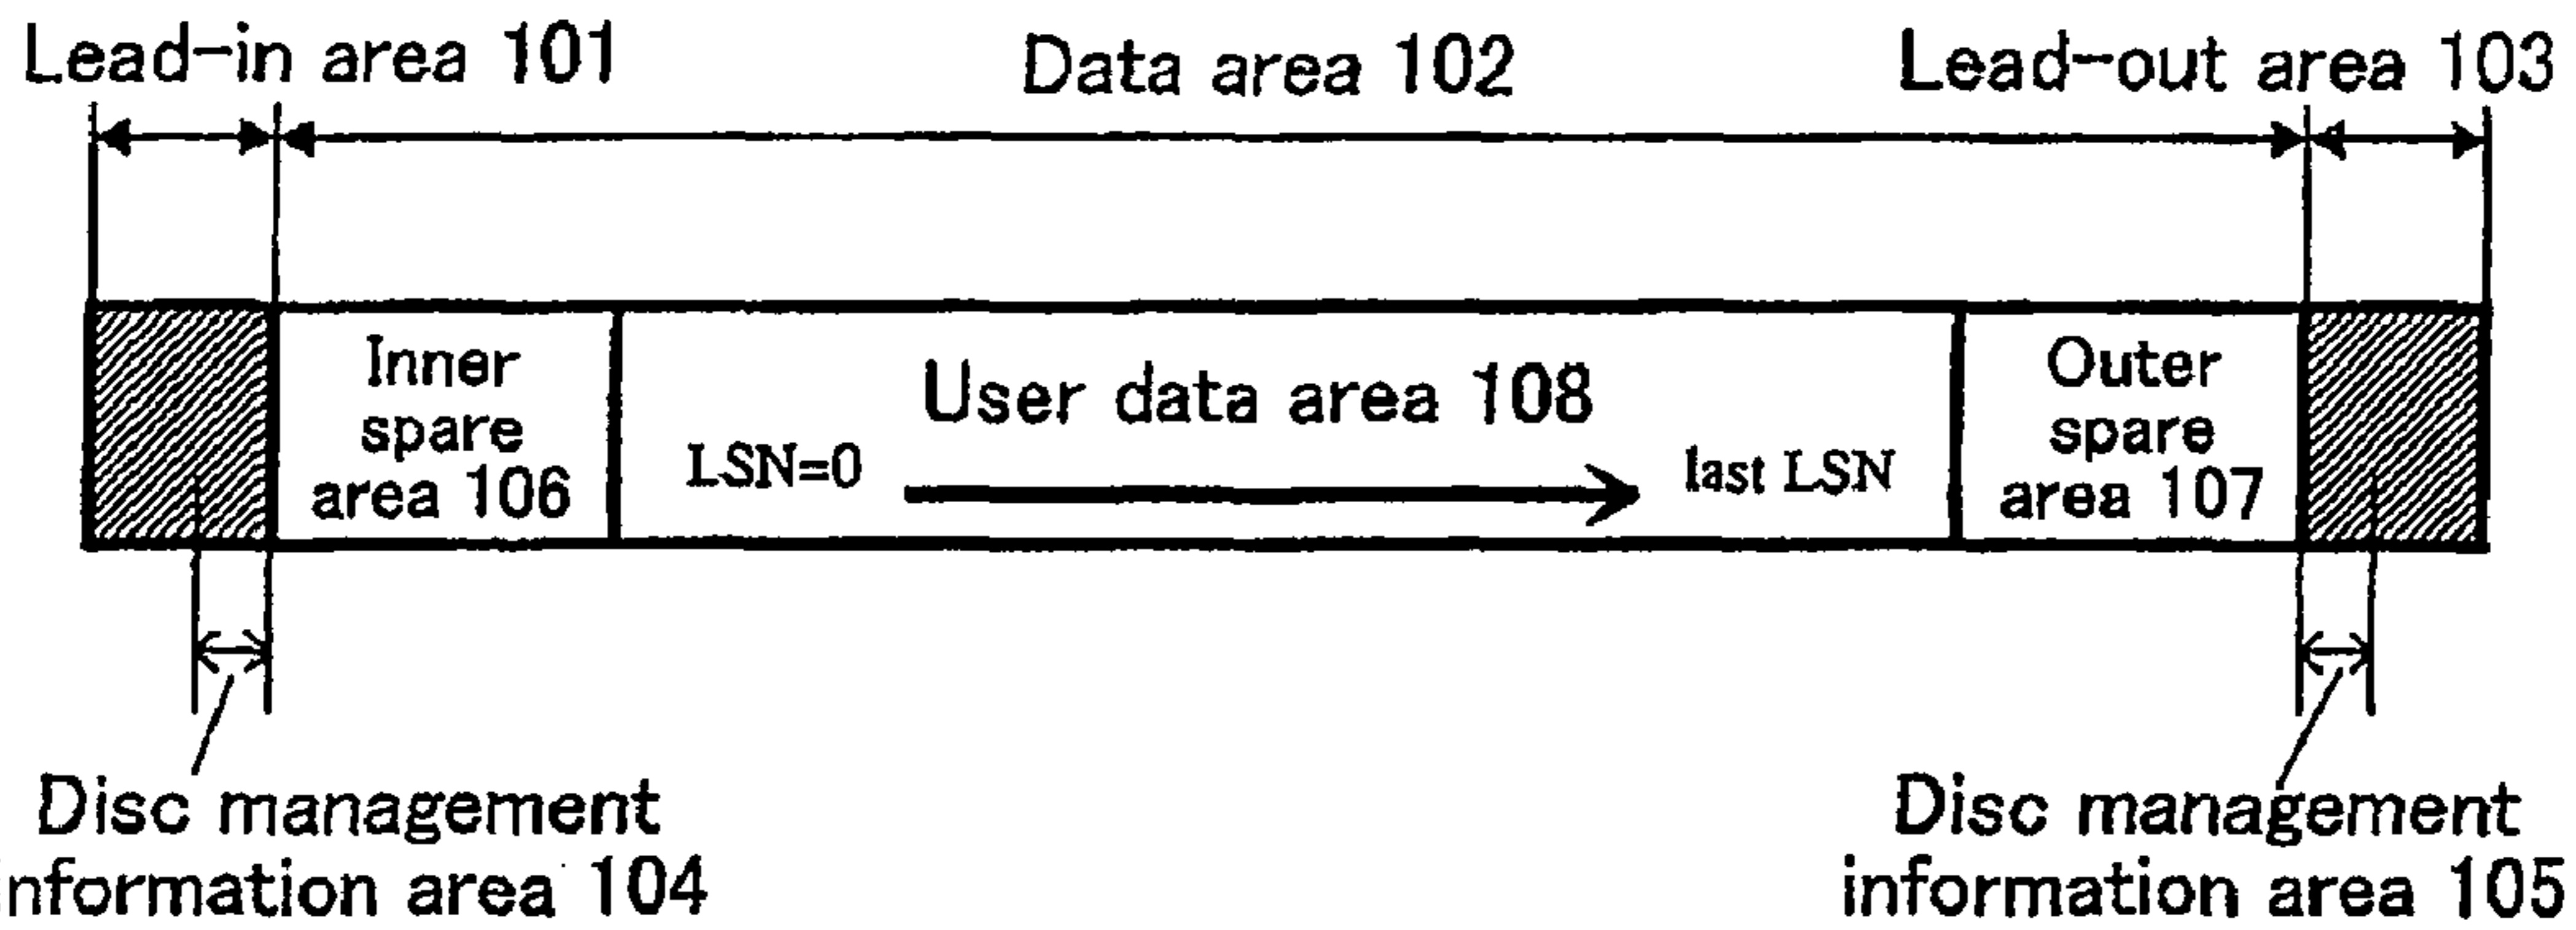 Lead-in area 101
Data area 102
Lead-out area 103
Inner
spare
area 106
User data area 108
LSN=0
last LSN
Outer
spare
area 107
Disc management
nformation area 104
Disc management
information area 105